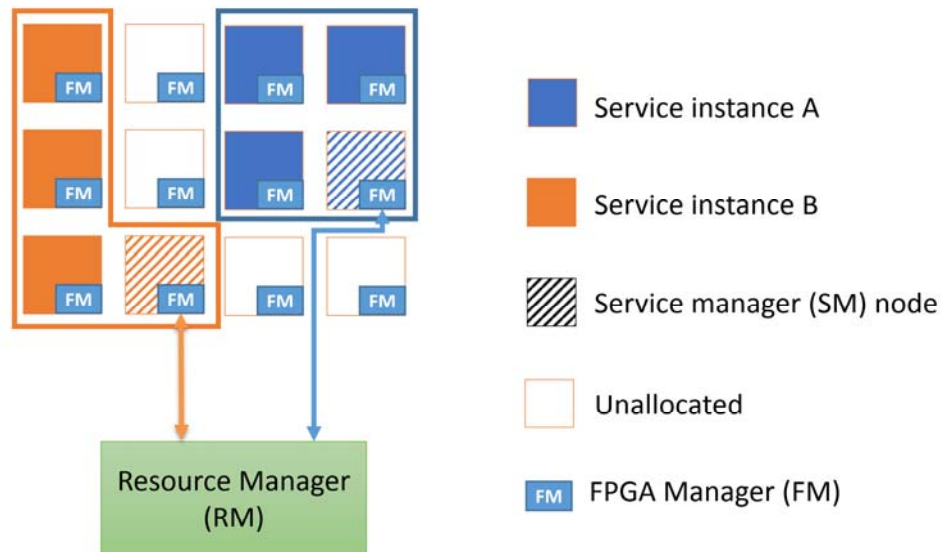 FM
FM
FM
FM
FM
FM
FM
FM
FM
FM
FM
FM
Resource Manager
(RM)
Service instance A
Service instance B
Service manager (SM) node
Unallocated
FM
FPGA Manager (FM)